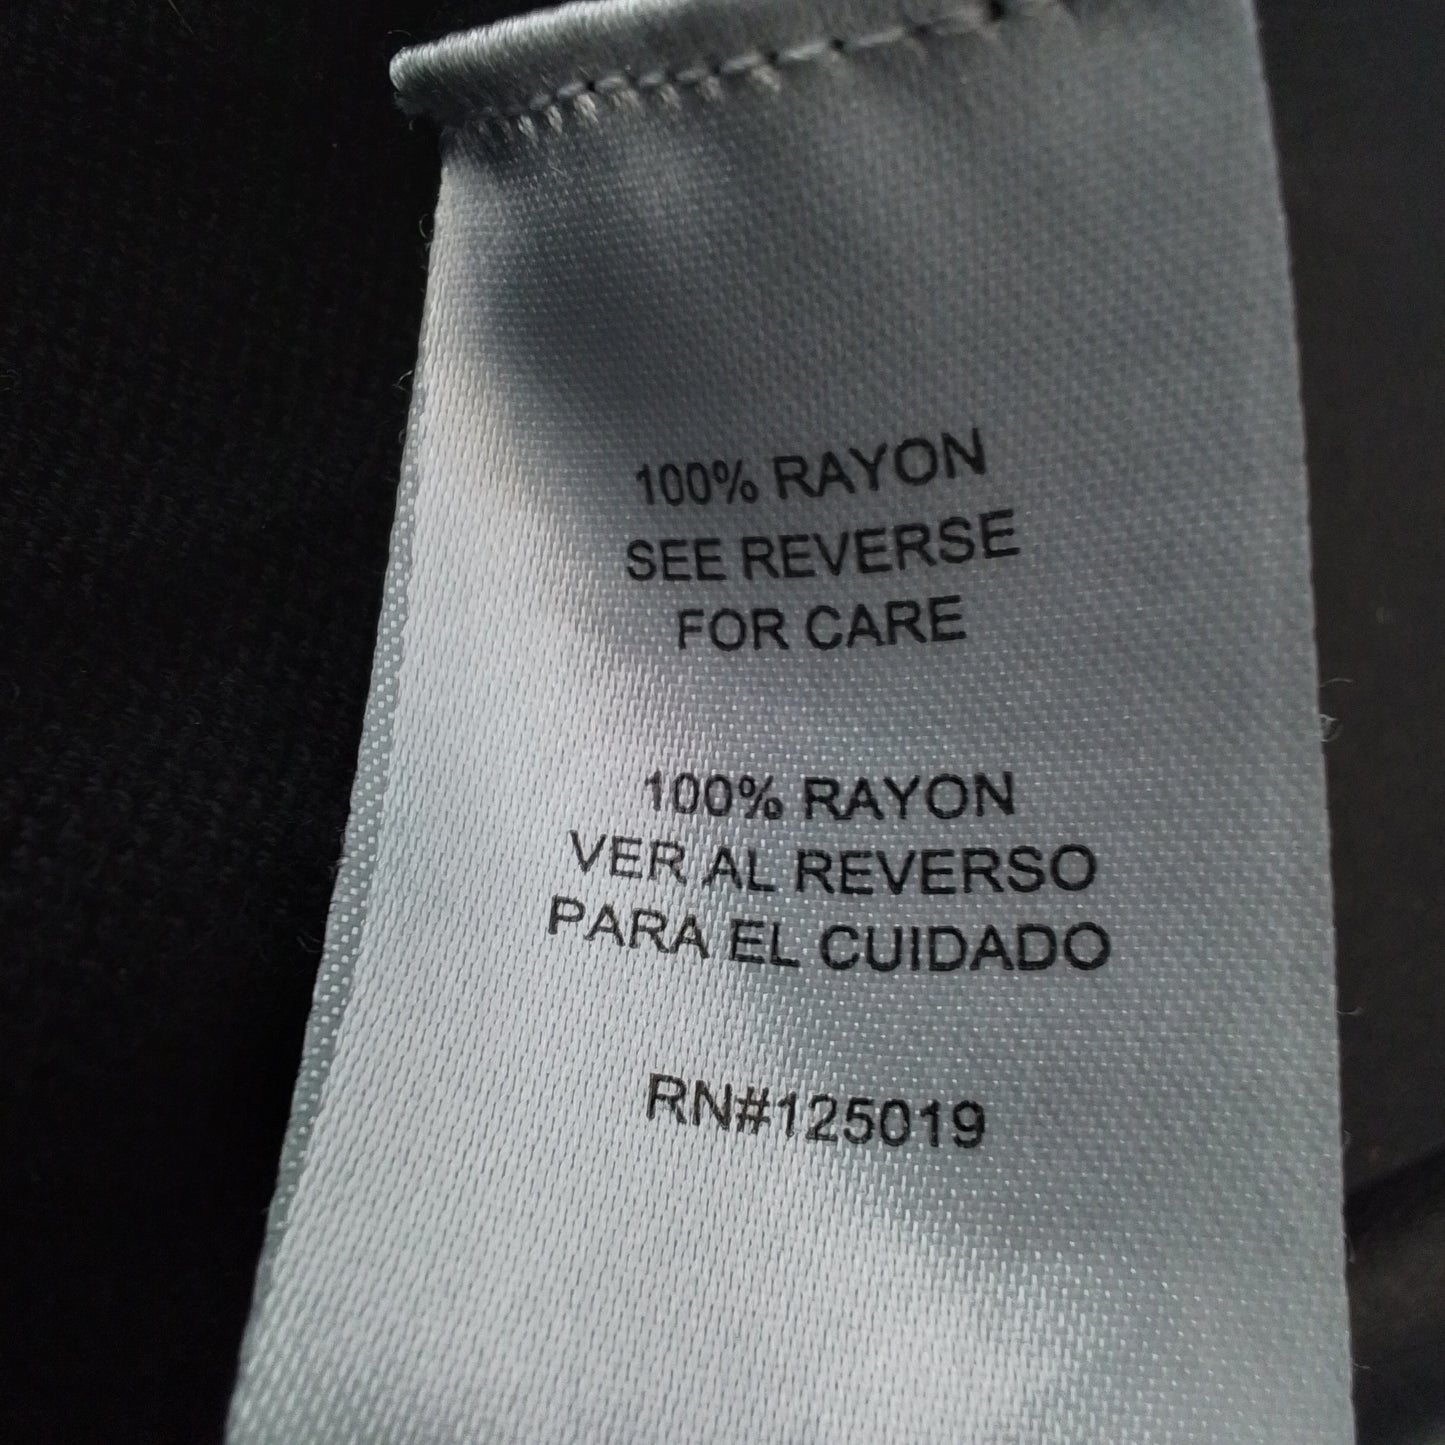 100% RAYON
SEE REVERSE
FOR CARE
100% RAYON
VER AL REVERSO
PARA EL CUIDADO
RN#125019